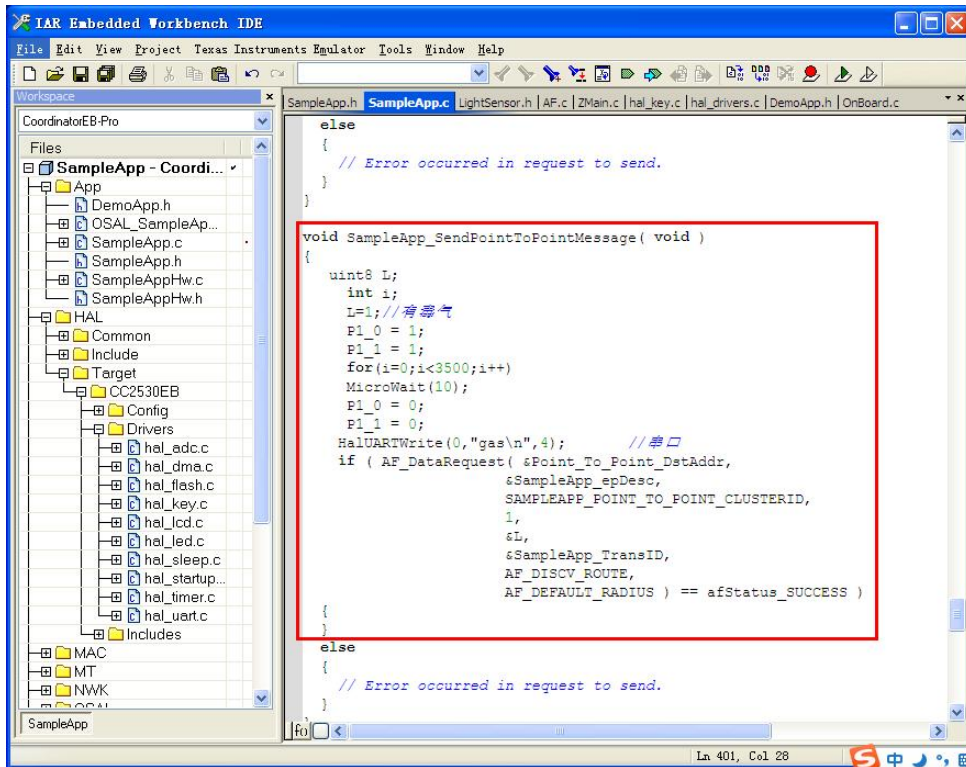 IAR Embedded Workbench IDE
File Edit View Project Texas Instruments Emulator Tools Window Help
Workspace
CoordinatorEB-Pro
Files
SampleApp - Coordi...
App
DemoApp.h
OSAL_SampleAp...
SampleApp.c
SampleApp.h
SampleAppHw.c
SampleAppHw.h
HAL
Common
Include
Target
CC2530EB
Config
Drivers
hal_adc.c
hal_dma.c
hal_flash.c
hal_key.c
hal_lcd.c
hal_led.c
hal_sleep.c
hal_startup...
hal_timer.c
hal_uart.c
Includes
MAC
MT
NWK
SampleApp
SampleApp.h SampleApp.c LightSensor.h AF.c ZMain.c hal_key.c hal_drivers.c DemoApp.h OnBoard.c
else
{
// Error occurred in request to send.
}
}
void SampleApp_SendPointToPointMessage( void )
{
uint8 L;
int i;
L=1;//有毒气
P1_0 = 1;
P1_1 = 1;
for(i=0;i<3500;i++)
MicroWait(10);
P1_0 = 0;
P1_1 = 0;
HalUARTWrite(0,"gas\n",4); //串口
if ( AF_DataRequest( &Point_To_Point_DstAddr,
&SampleApp_epDesc,
SAMPLEAPP_POINT_TO_POINT_CLUSTERID,
1,
&L,
&SampleApp_TransID,
AF_DISCV_ROUTE,
AF_DEFAULT_RADIUS ) == afStatus_SUCCESS )
{
}
else
{
// Error occurred in request to send.
}
Ln 401, Col 28
中